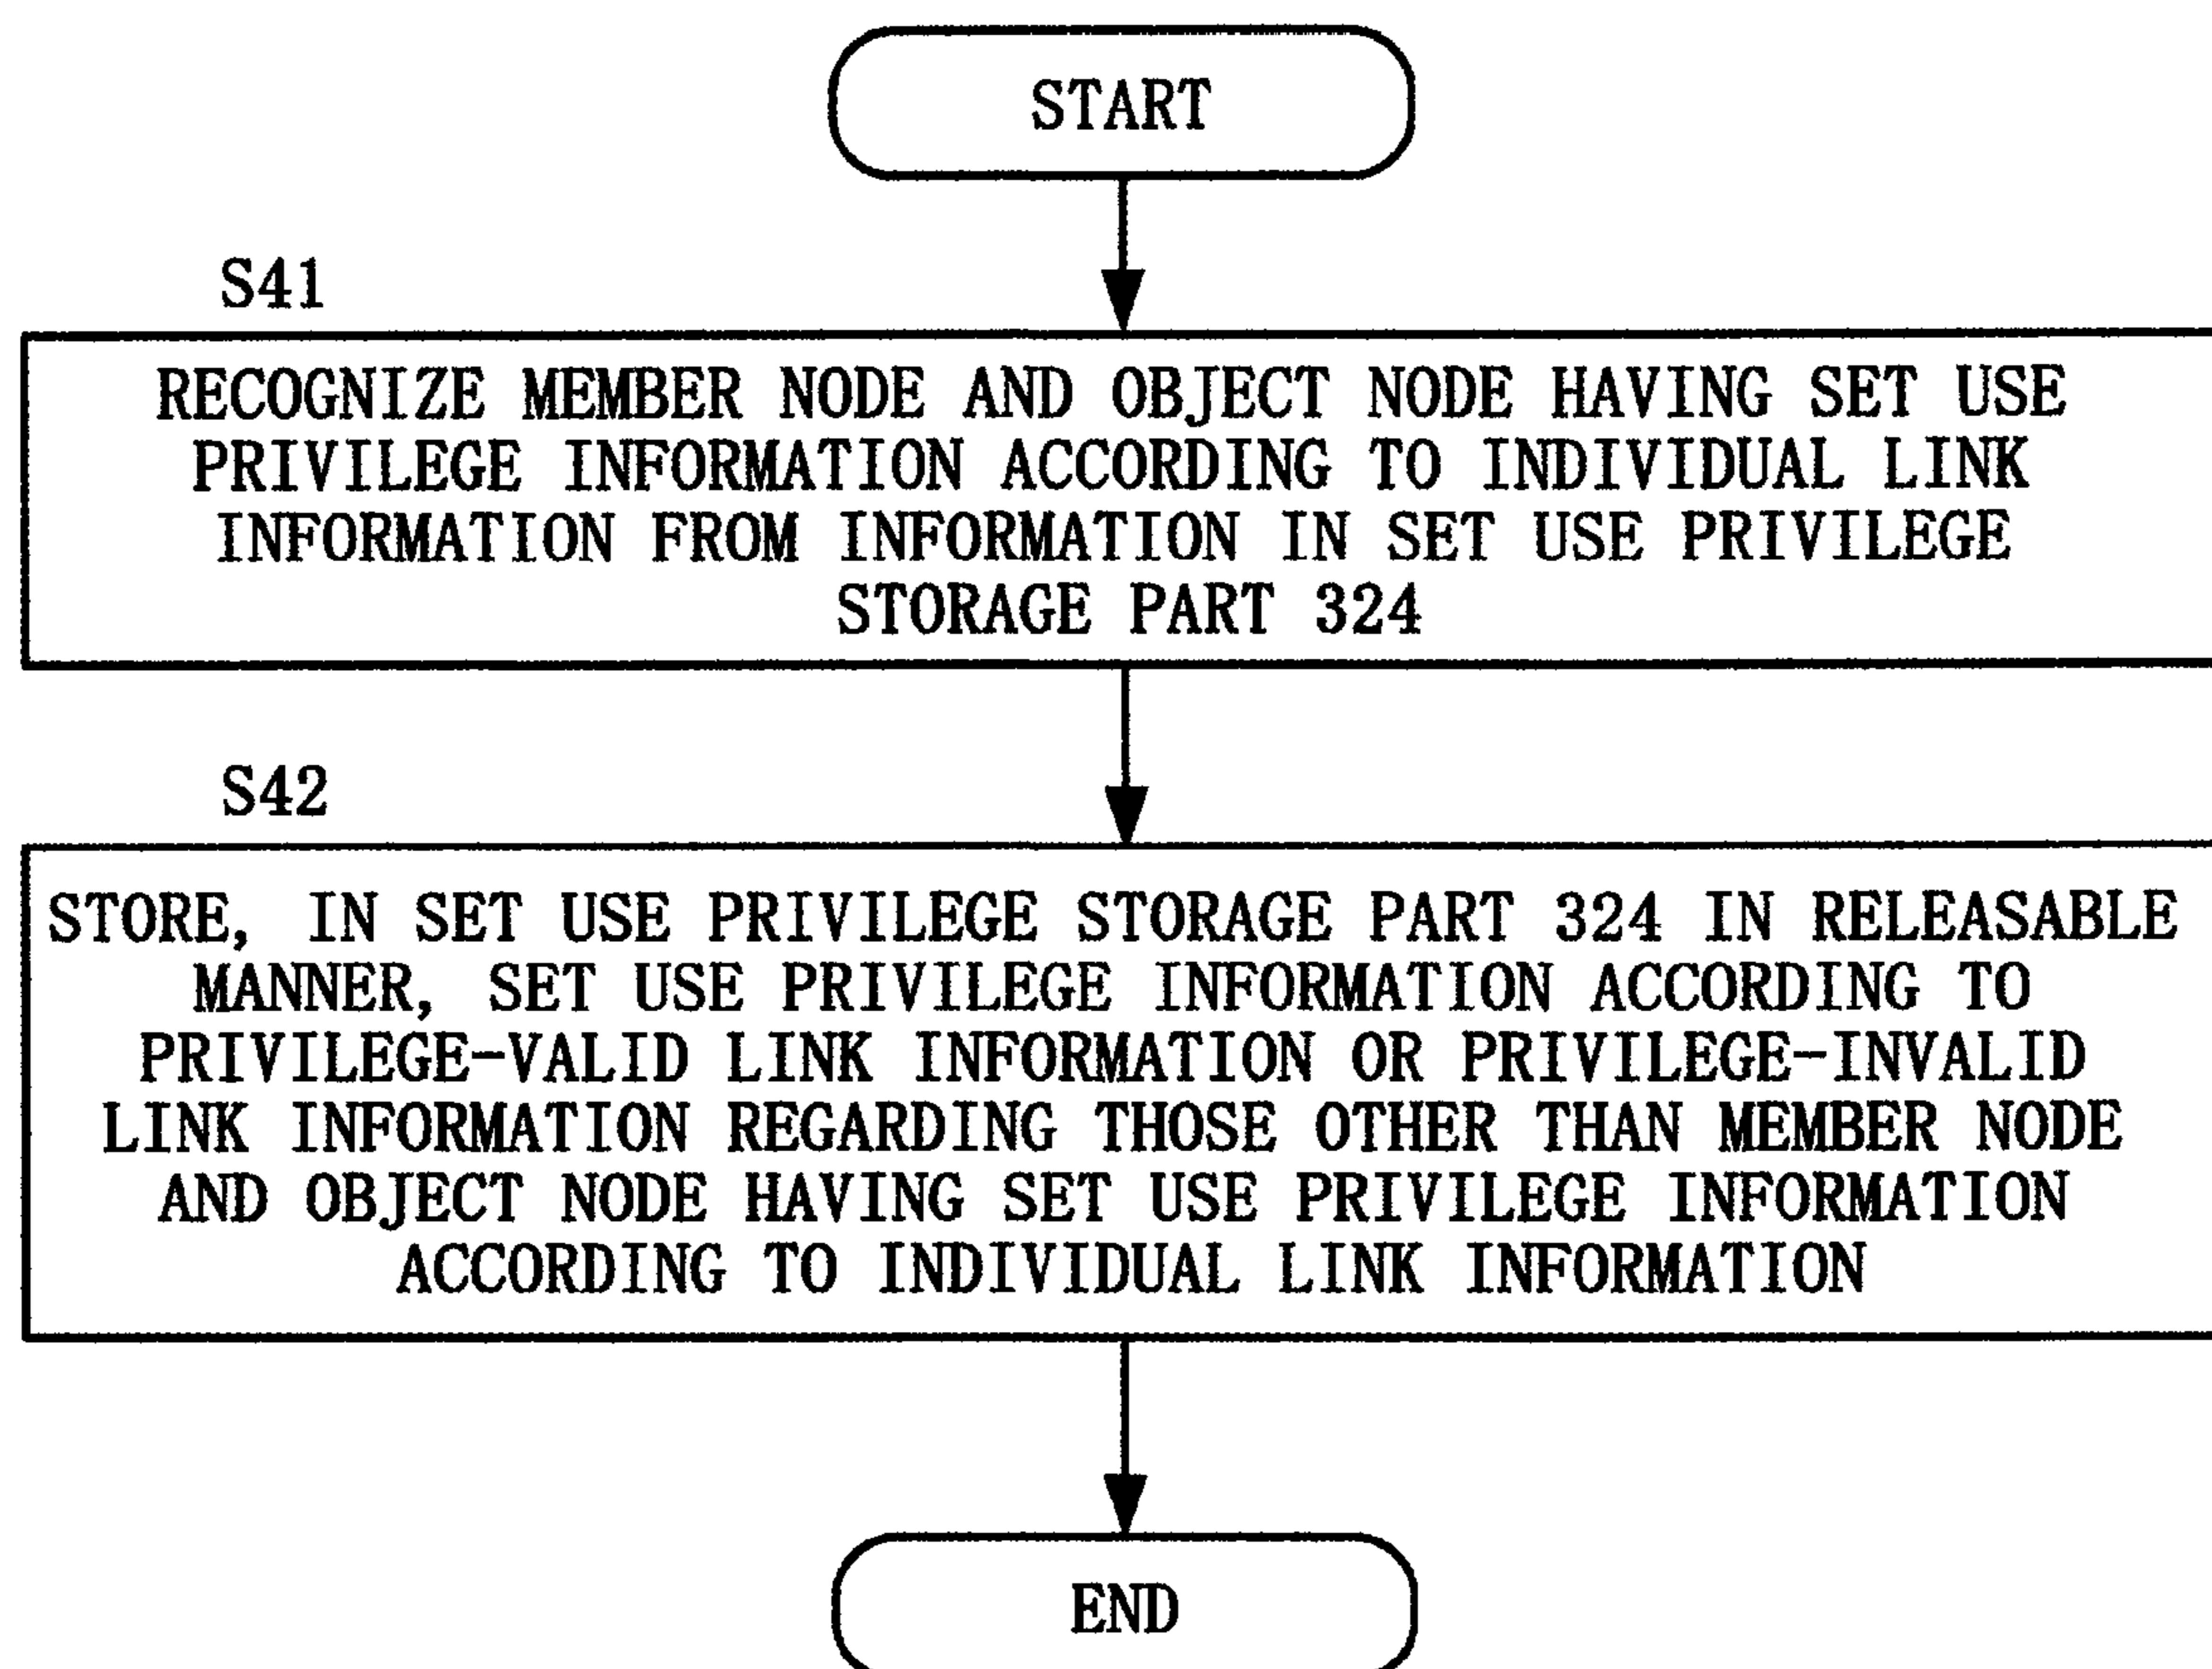 START
S41
RECOGNIZE MEMBER NODE AND OBJECT NODE HAVING SET USE
PRIVILEGE INFORMATION ACCORDING TO INDIVIDUAL LINK
INFORMATION FROM INFORMATION IN SET USE PRIVILEGE
STORAGE PART 324
S42
STORE, IN SET USE PRIVILEGE STORAGE PART 324 IN RELEASABLE
MANNER, SET USE PRIVILEGE INFORMATION ACCORDING TO
PRIVILEGE-VALID LINK INFORMATION OR PRIVILEGE-INVALID
LINK INFORMATION REGARDING THOSE OTHER THAN MEMBER NODE
AND OBJECT NODE HAVING SET USE PRIVILEGE INFORMATION
ACCORDING TO INDIVIDUAL LINK INFORMATION
END